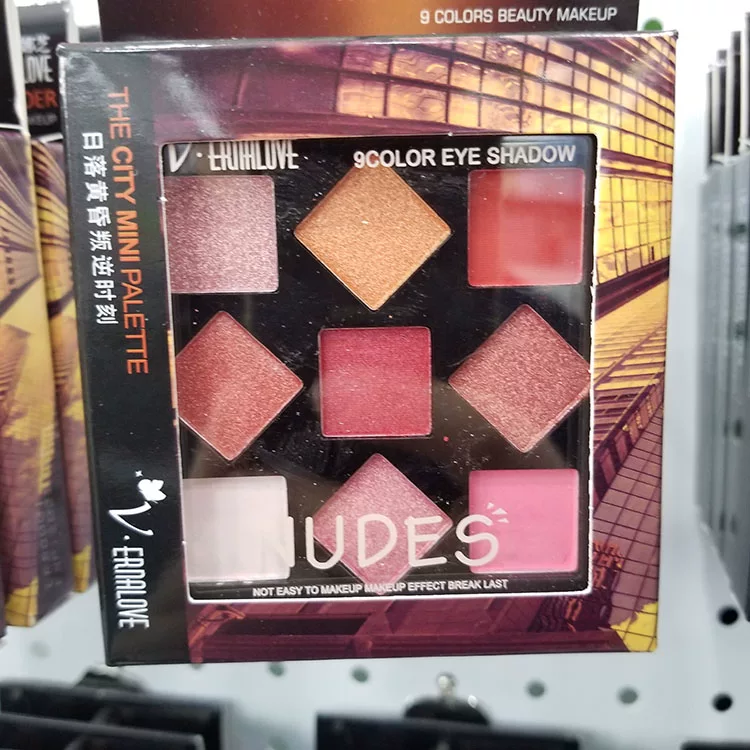 9 COLORS BEAUTY MAKEUP
THE CITY MINI PALETTE
日落黄昏叛逆时刻
V·ERIALOVE
9COLOR EYE SHADOW
NUDES
NOT EASY TO MAKEUP MAKEUP EFFECT BREAK LAST
V·ERIALOVE